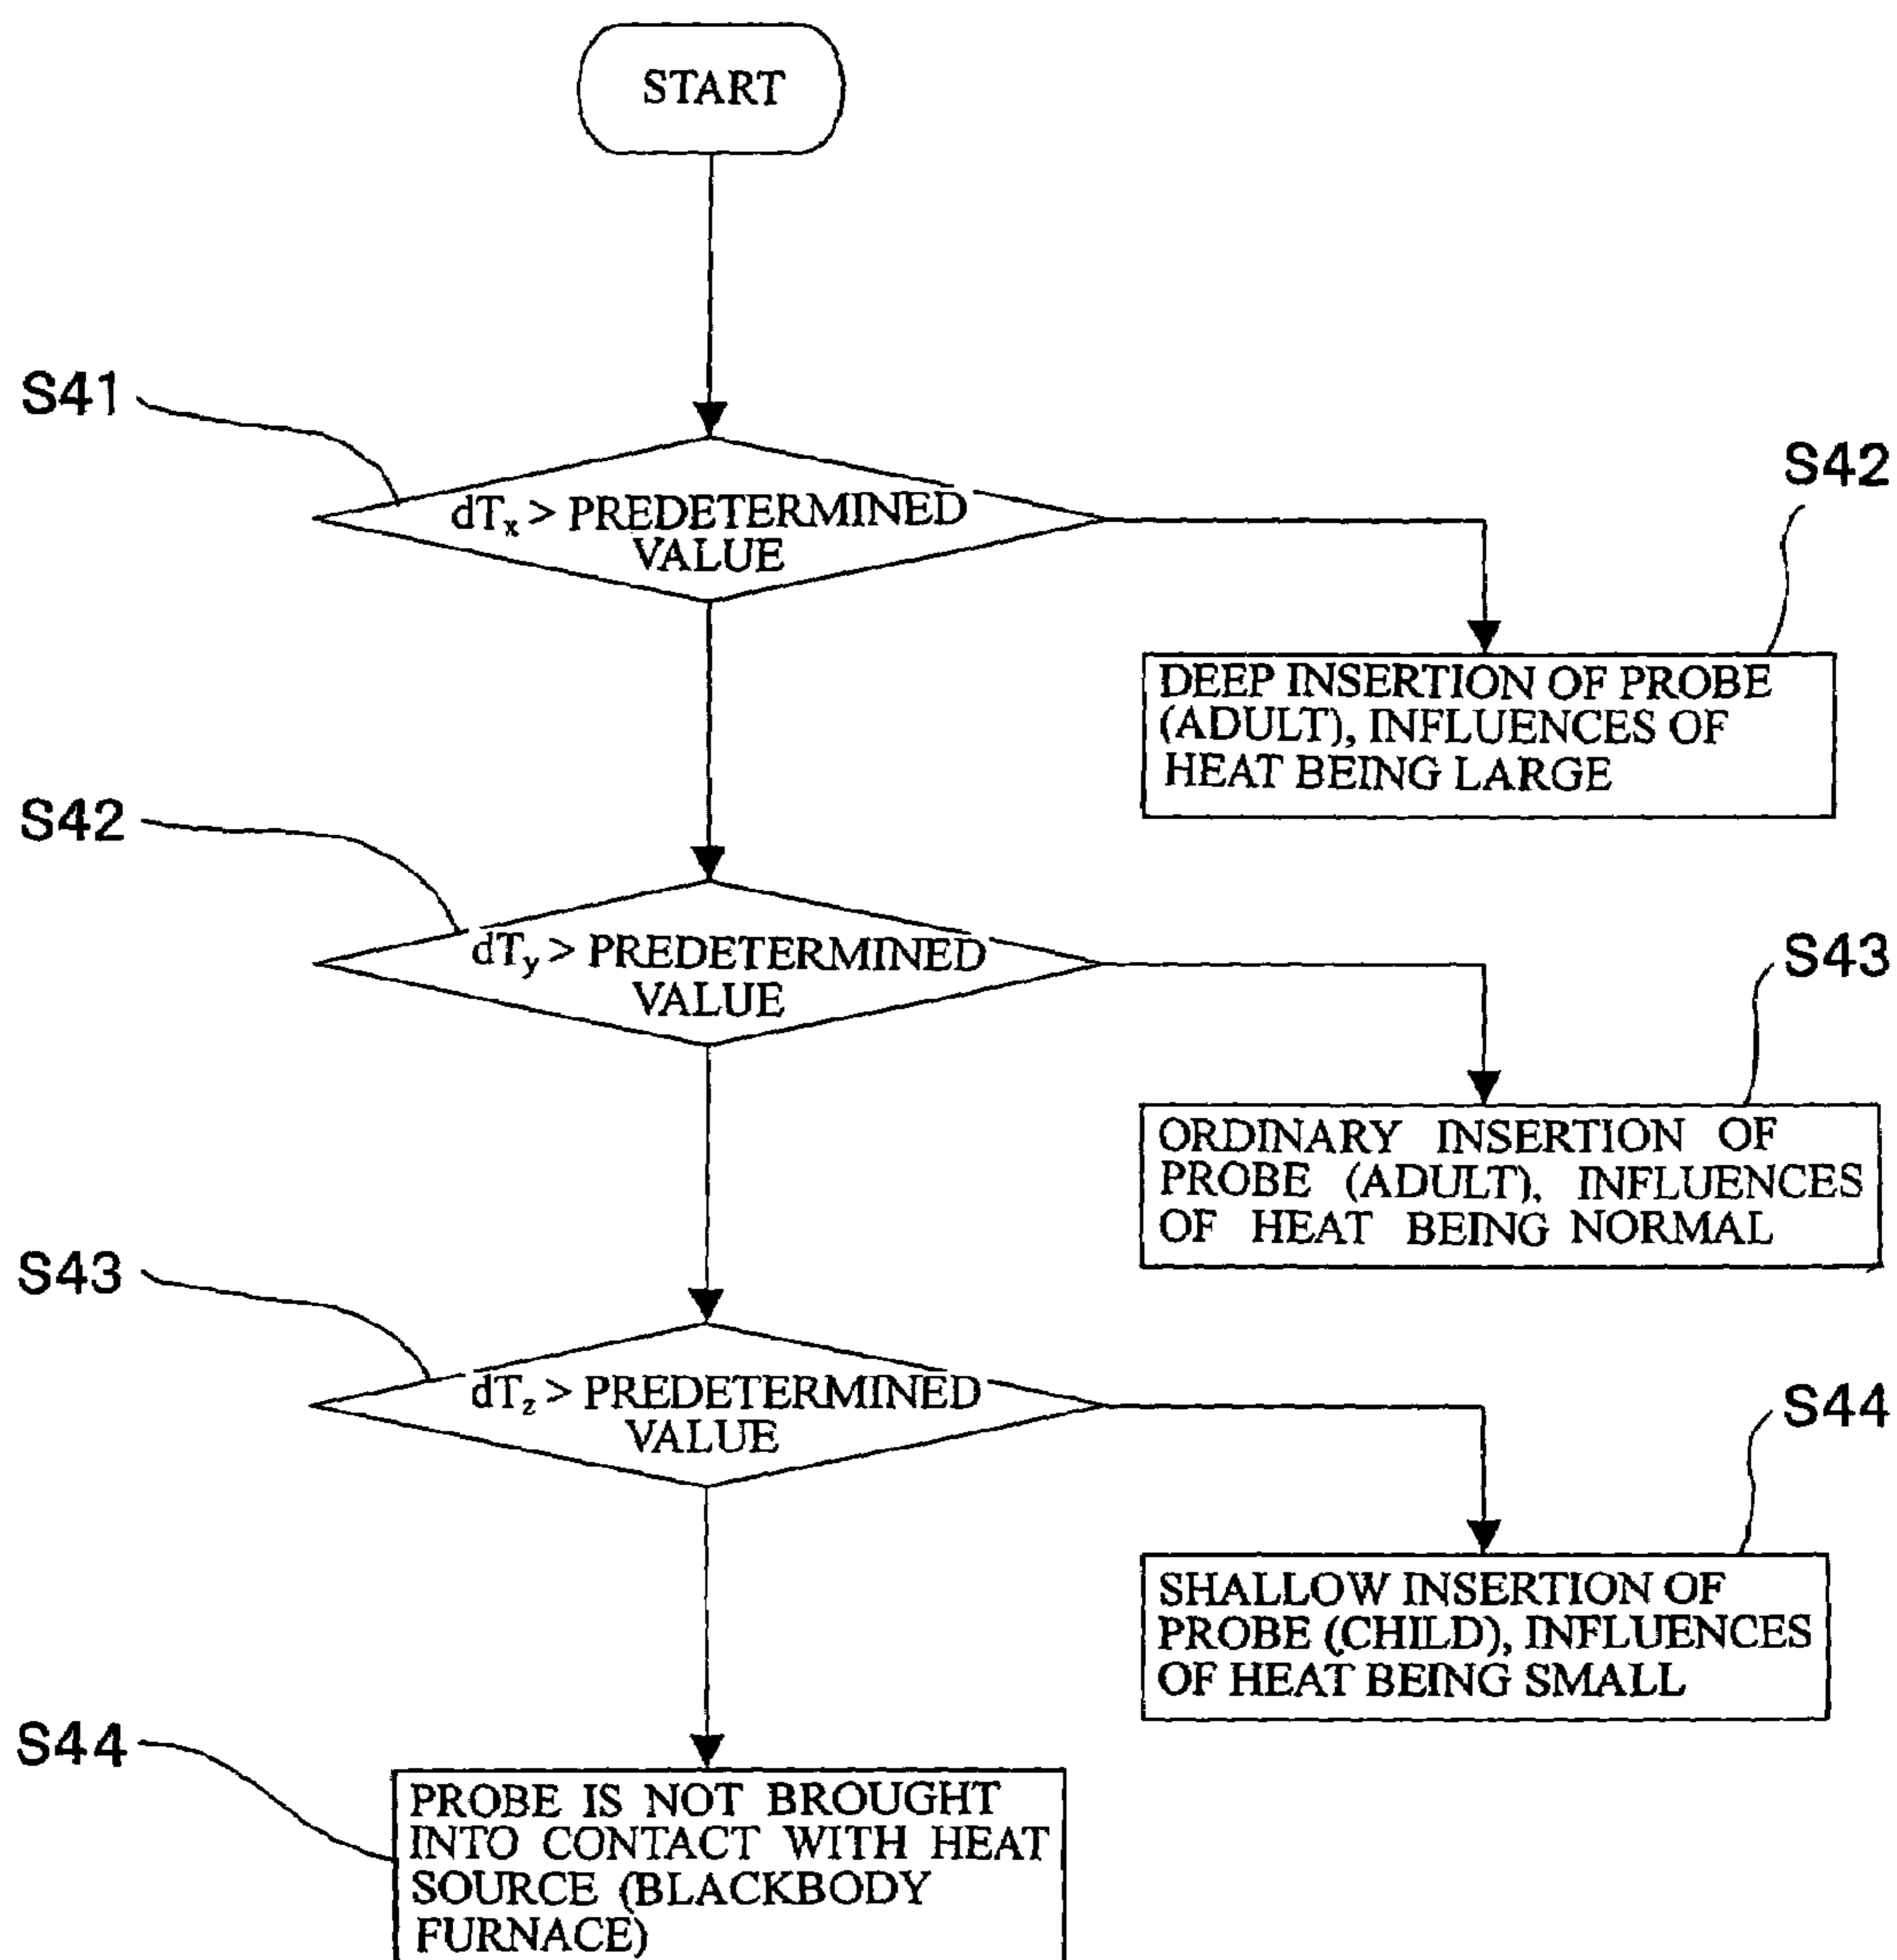 START
S41
dTx > PREDETERMINED
VALUE
S42
DEEP INSERTION OF PROBE
(ADULT), INFLUENCES OF
HEAT BEING LARGE
S42
dTy > PREDETERMINED
VALUE
S43
ORDINARY INSERTION OF
PROBE (ADULT), INFLUENCES
OF HEAT BEING NORMAL
S43
dTz > PREDETERMINED
VALUE
S44
SHALLOW INSERTION OF
PROBE (CHILD), INFLUENCES
OF HEAT BEING SMALL
S44
PROBE IS NOT BROUGHT
INTO CONTACT WITH HEAT
SOURCE (BLACKBODY
FURNACE)